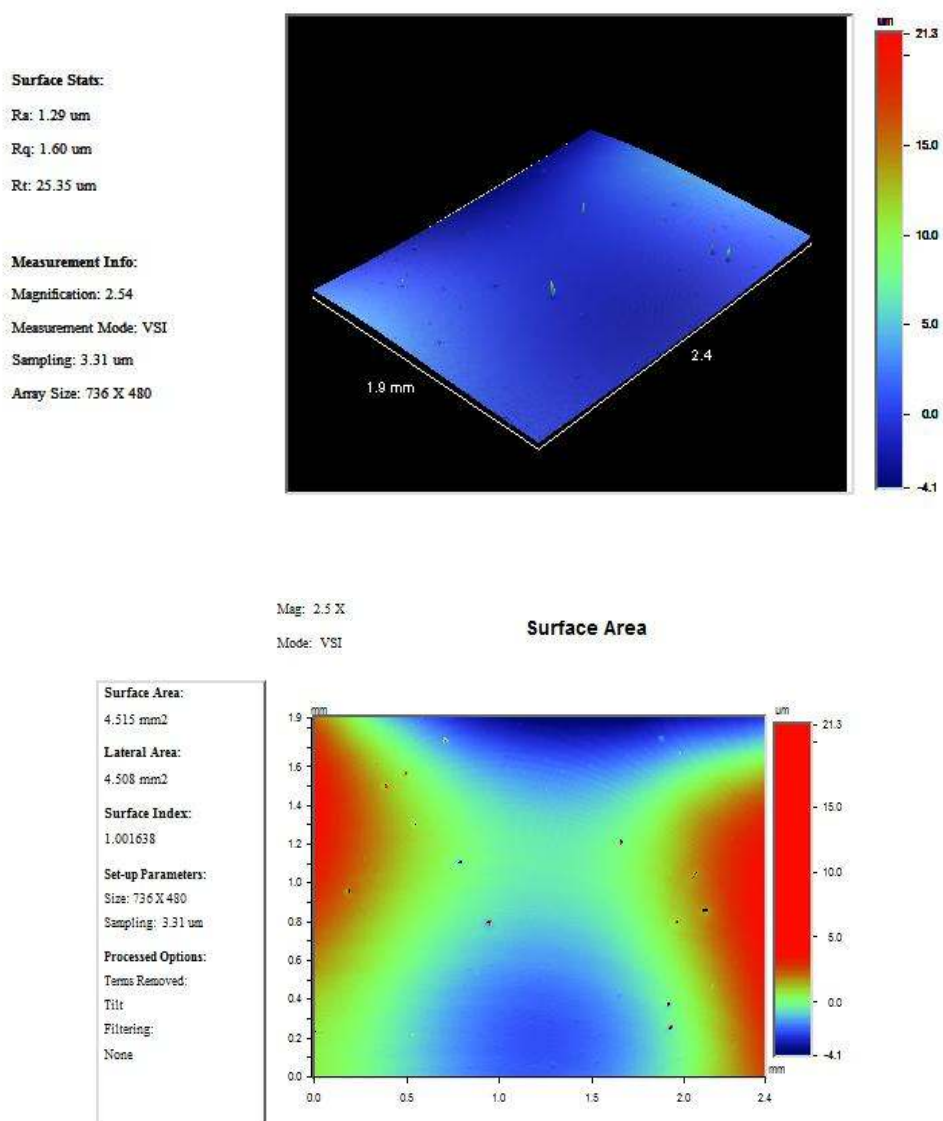 Surface Stats:
Ra: 1.29 um
Rq: 1.60 um
Rt: 25.35 um
Measurement Info:
Magnification: 2.54
Measurement Mode: VSI
Sampling: 3.31 um
Array Size: 736 X 480
1.9 mm
2.4
um
21.3
15.0
10.0
5.0
0.0
-4.1
Mag: 2.5 X
Mode: VSI
Surface Area
Surface Area:
4.515 mm2
Lateral Area:
4.508 mm2
Surface Index:
1.001638
Set-up Parameters:
Size: 736 X 480
Sampling: 3.31 um
Processed Options:
Terms Removed:
Tilt
Filtering:
None
mm
1.9
1.6
1.4
1.2
1.0
0.8
0.6
0.4
0.2
0.0
0.0 0.5 1.0 1.5 2.0 2.4
mm
um
21.3
15.0
10.0
5.0
0.0
-4.1